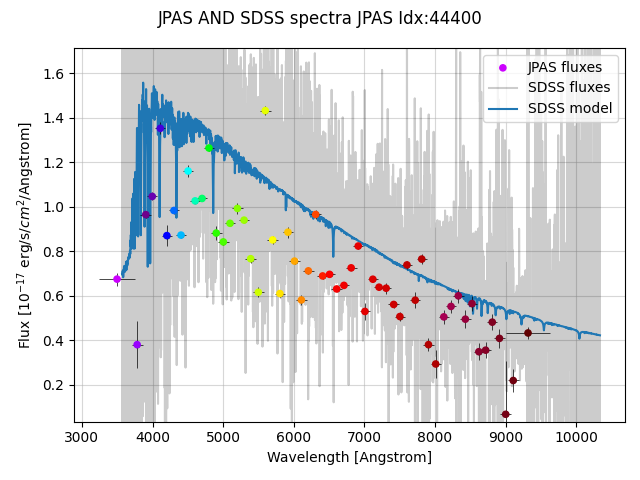 JPAS AND SDSS spectra JPAS Idx:44400
JPAS fluxes
SDSS fluxes
SDSS model
Flux [10⁻¹⁷ erg/s/cm²/Angstrom]
1.6
1.4
1.2
1.0
0.8
0.6
0.4
0.2
3000 4000 5000 6000 7000 8000 9000 10000
Wavelength [Angstrom]